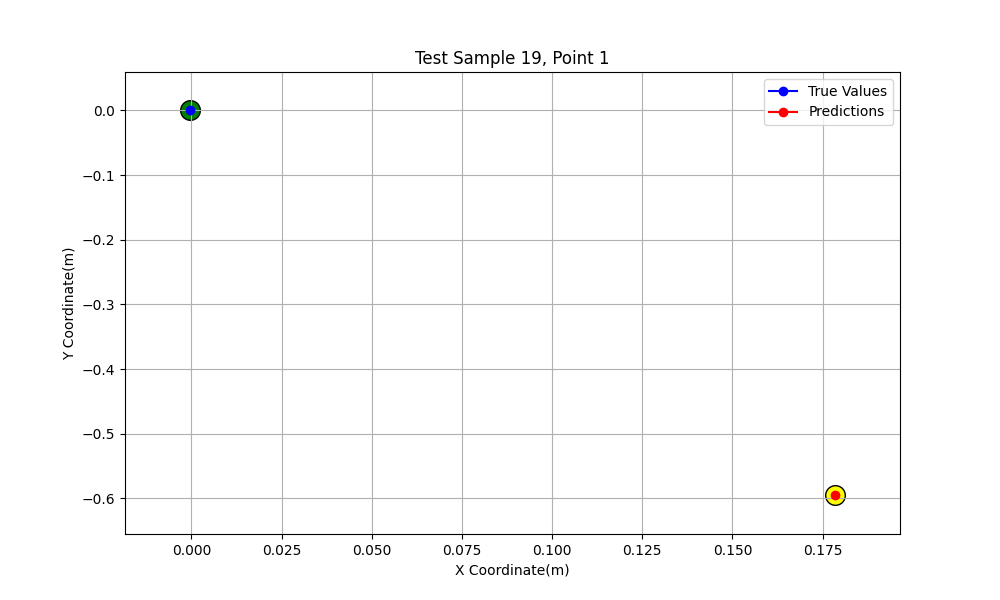 Test Sample 19, Point 1
True Values
Predictions
0.0
−0.1
−0.2
−0.3
−0.4
−0.5
−0.6
Y Coordinate(m)
0.000 0.025 0.050 0.075 0.100 0.125 0.150 0.175
X Coordinate(m)